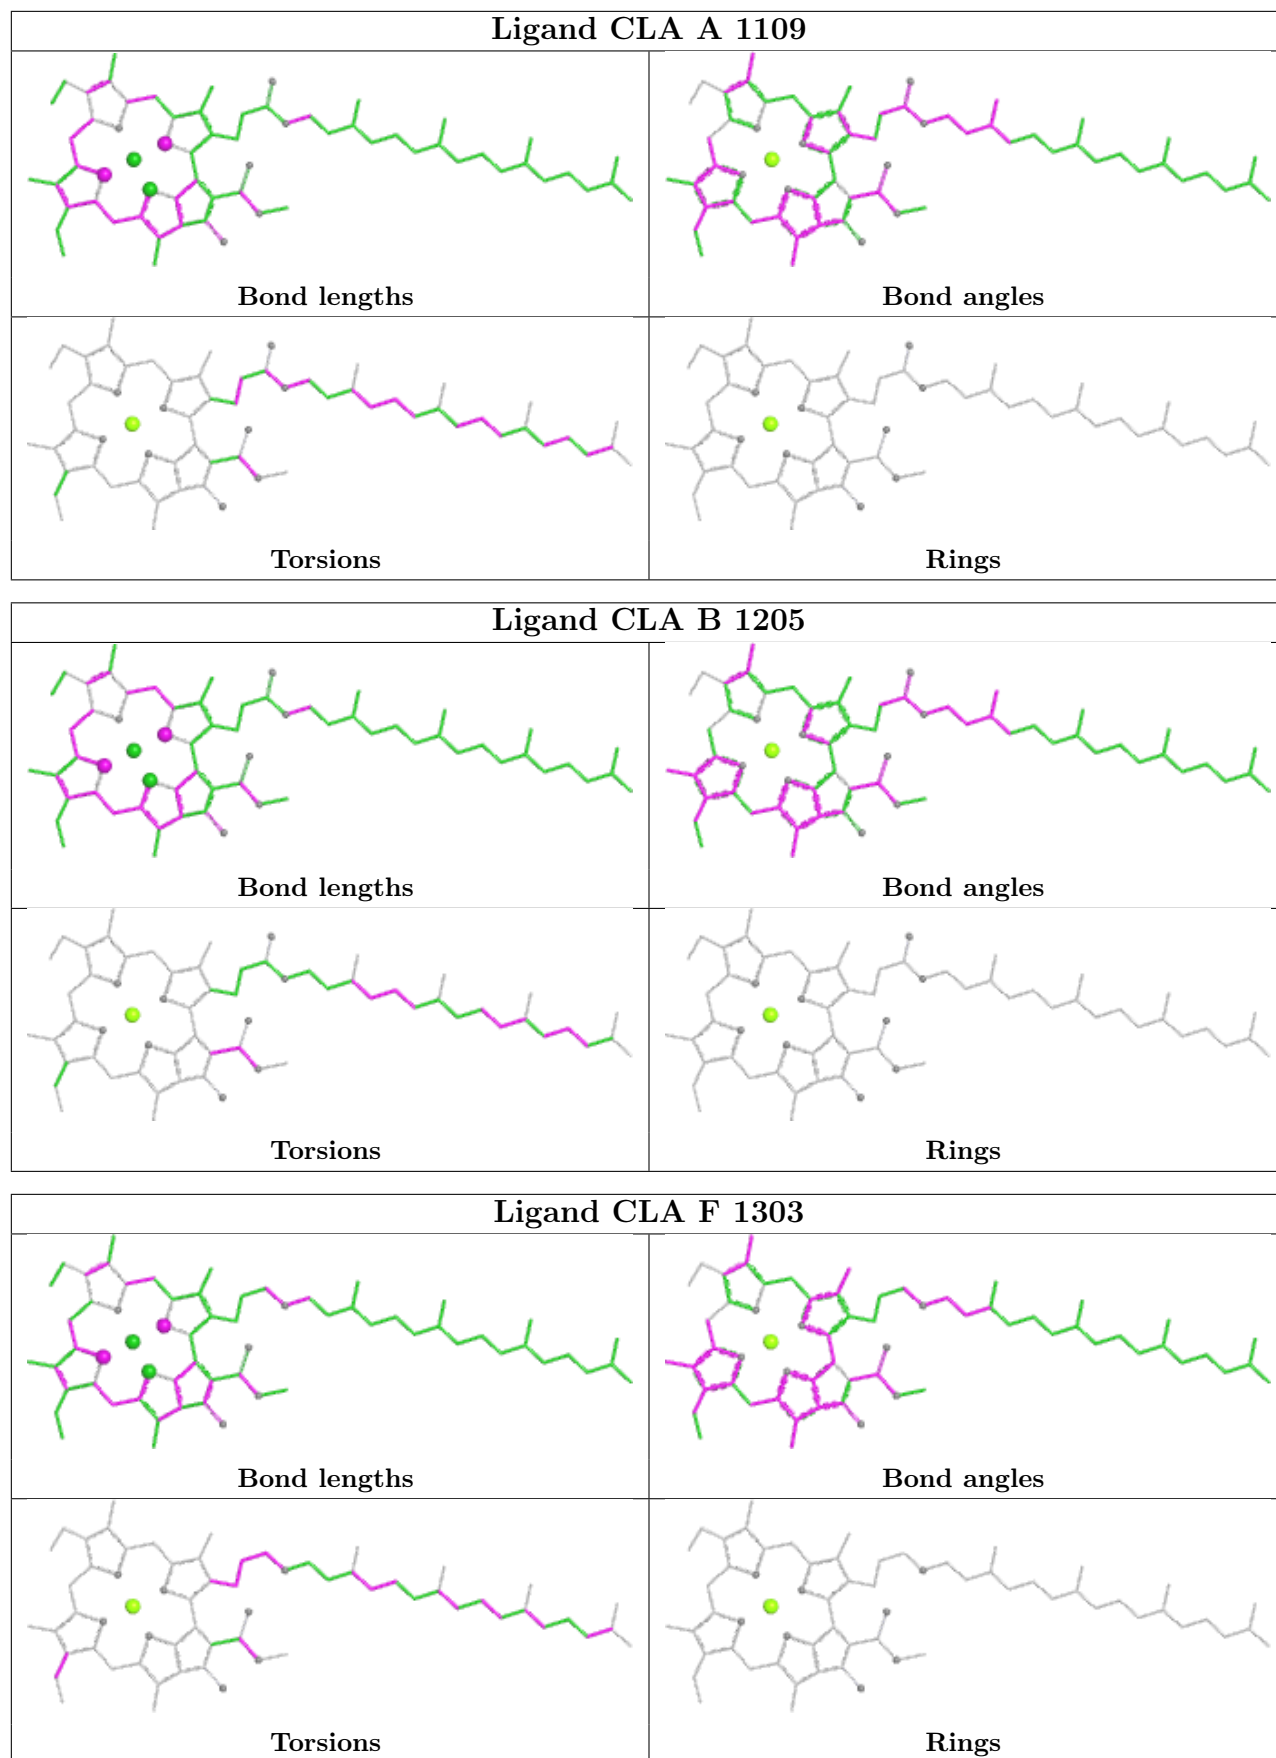 Ligand CLA A 1109
Bond lengths
Bond angles
Torsions
Rings
Ligand CLA B 1205
Bond lengths
Bond angles
Torsions
Rings
Ligand CLA F 1303
Bond lengths
Bond angles
Torsions
Rings